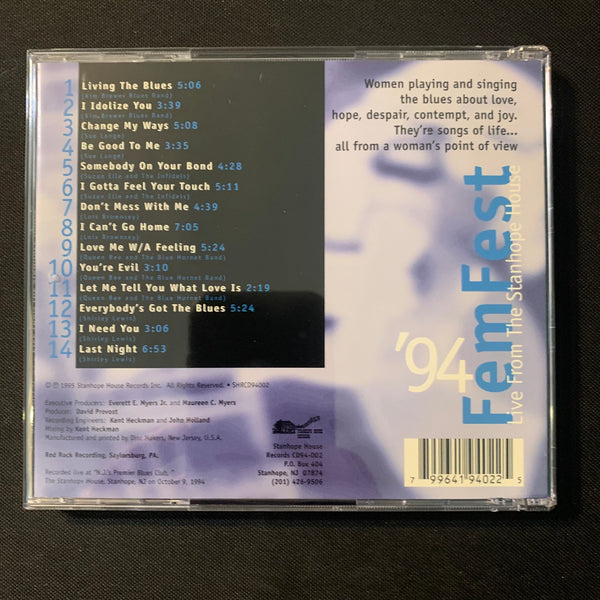 1 Living The Blues 5:06
(Kim Brewer Blues Band)
2 I Idolize You 3:39
(Kim Brewer Blues Band)
3 Change My Ways 5:08
(Sue Lange)
4 Be Good To Me 3:35
(Sue Lange)
5 Somebody On Your Bond 4:28
(Suzan Elle and The Infidels)
6 I Gotta Feel Your Touch 5:11
(Suzan Elle and The Infidels)
7 Don't Mess With Me 4:39
(Lois Brownsey)
8 I Can't Go Home 7:05
(Lois Brownsey)
9 Love Me W/A Feeling 5:24
(Queen Bee and The Blue Hornet Band)
10 You're Evil 3:10
(Queen Bee and The Blue Hornet Band)
11 Let Me Tell You What Love Is 2:19
(Queen Bee and The Blue Hornet Band)
12 Everybody's Got The Blues 5:24
(Shirley Lewis)
13 I Need You 3:06
(Shirley Lewis)
14 Last Night 6:53
(Shirley Lewis)
Women playing and singing
the blues about love,
hope, despair, contempt, and joy.
They're songs of life...
all from a woman's point of view
'94
FemFest
Live From The Stanhope House
© ℗ 1995 Stanhope House Records Inc. All Rights Reserved. • SHRCD94002
Executive Producers: Everett E. Myers Jr. and Maureen C. Myers
Producer: David Provost
Recording Engineers: Kent Heckman and John Holland
Mixing by Kent Heckman
Manufactured and printed by Disc Makers, New Jersey, U.S.A.
Red Rock Recording, Saylorsburg, PA.
Recorded live at "N.J.'s Premier Blues Club,"
The Stanhope House, Stanhope, NJ on October 9, 1994
Stanhope House
Records CD94-002
P.O. Box 404
Stanhope, NJ 07874
(201) 426-9506
7 99641 94022 5